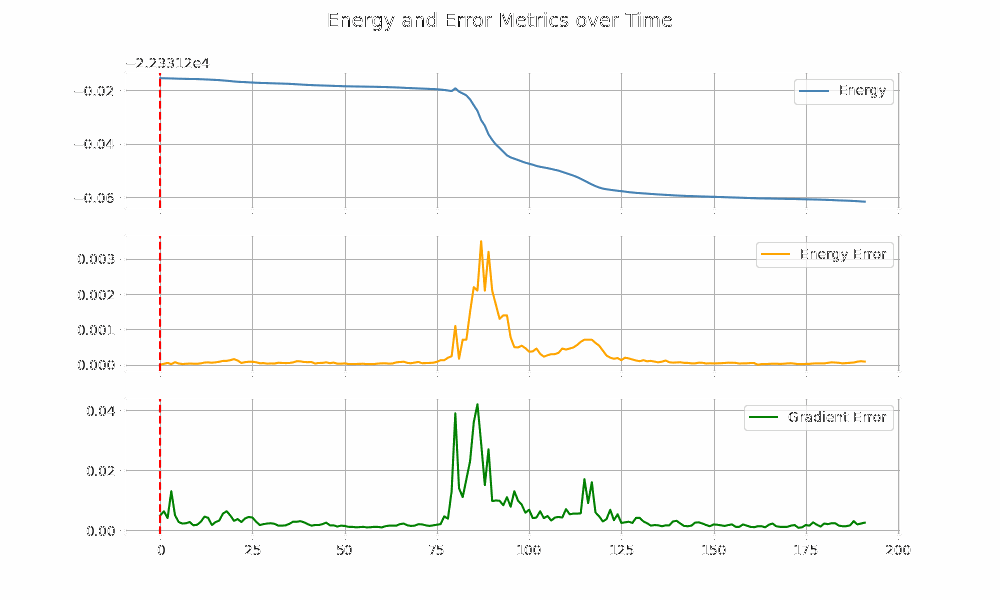 Energy and Error Metrics over Time
−2.23312e4
−0.02
−0.04
−0.06
Energy
0.003
0.002
0.001
0.000
Energy Error
0.04
0.02
0.00
Gradient Error
0 25 50 75 100 125 150 175 200